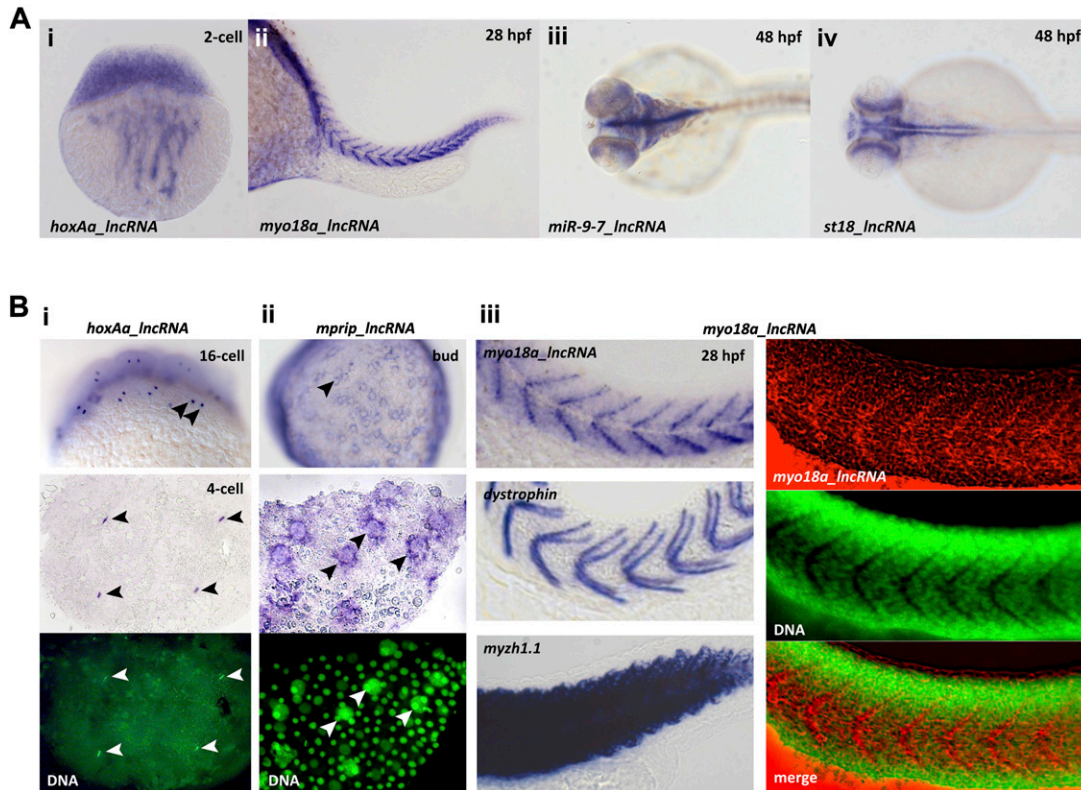 A
i
2-cell
hoxAa_lncRNA
ii
28 hpf
myo18a_lncRNA
iii
48 hpf
miR-9-7_lncRNA
iv
48 hpf
st18_lncRNA
B
i
hoxAa_lncRNA
16-cell
4-cell
DNA
ii
mprip_lncRNA
bud
DNA
iii
myo18a_lncRNA
myo18a_lncRNA
28 hpf
dystrophin
myzh1.1
myo18a_lncRNA
DNA
merge